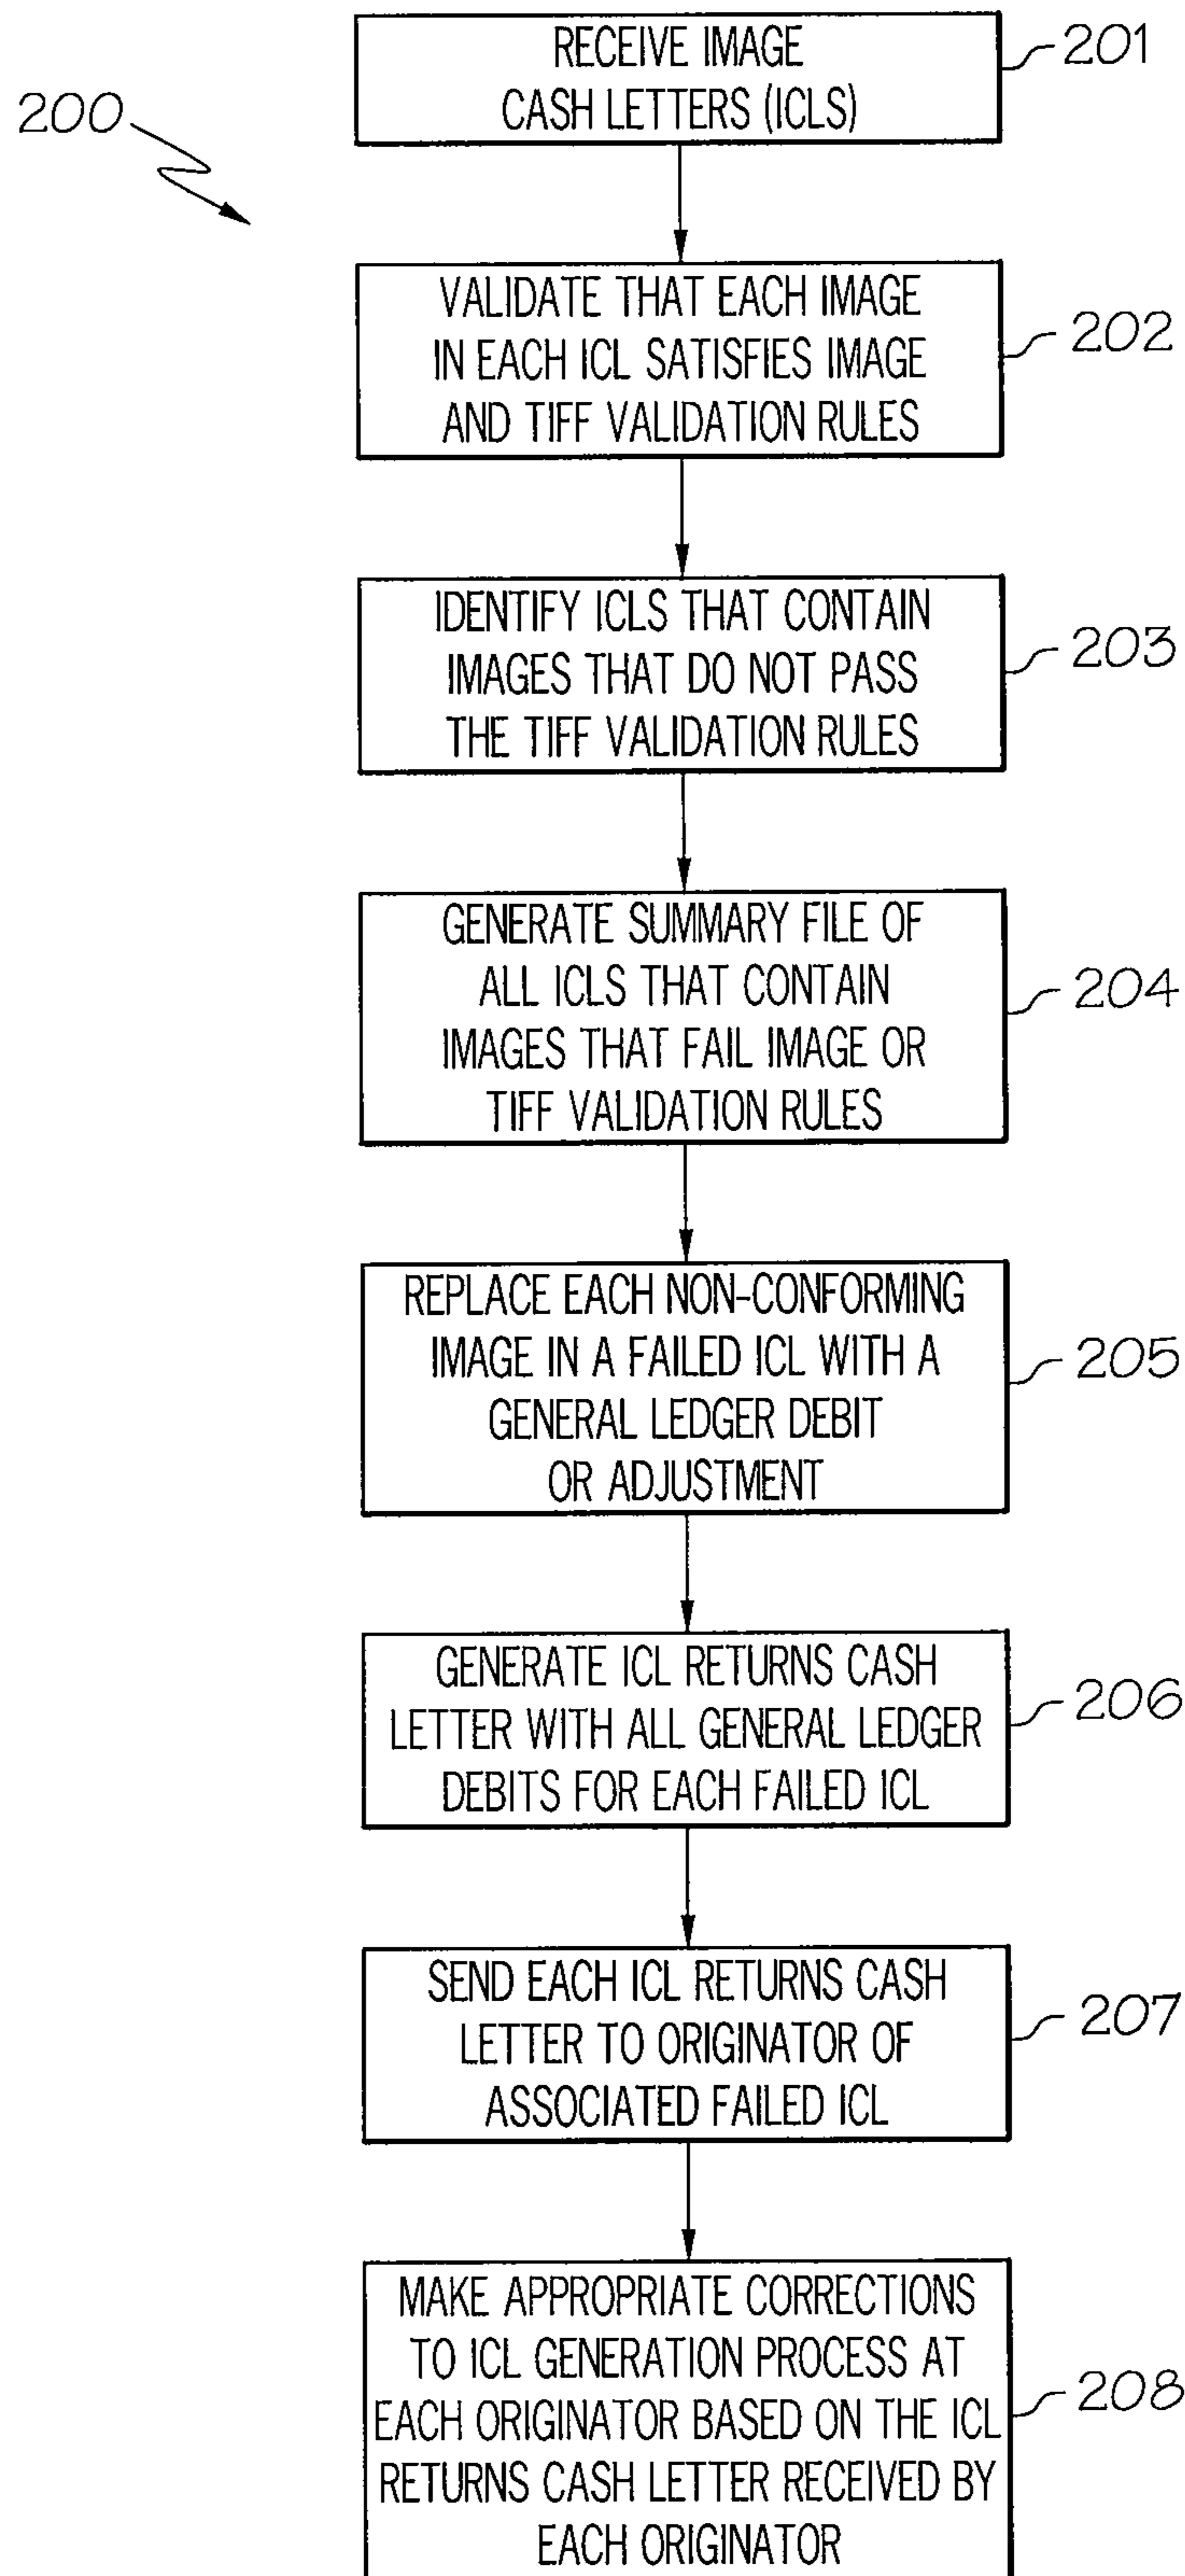 200
RECEIVE IMAGE
CASH LETTERS (ICLS)
201
VALIDATE THAT EACH IMAGE
IN EACH ICL SATISFIES IMAGE
AND TIFF VALIDATION RULES
202
IDENTIFY ICLS THAT CONTAIN
IMAGES THAT DO NOT PASS
THE TIFF VALIDATION RULES
203
GENERATE SUMMARY FILE OF
ALL ICLS THAT CONTAIN
IMAGES THAT FAIL IMAGE OR
TIFF VALIDATION RULES
204
REPLACE EACH NON-CONFORMING
IMAGE IN A FAILED ICL WITH A
GENERAL LEDGER DEBIT
OR ADJUSTMENT
205
GENERATE ICL RETURNS CASH
LETTER WITH ALL GENERAL LEDGER
DEBITS FOR EACH FAILED ICL
206
SEND EACH ICL RETURNS CASH
LETTER TO ORIGINATOR OF
ASSOCIATED FAILED ICL
207
MAKE APPROPRIATE CORRECTIONS
TO ICL GENERATION PROCESS AT
EACH ORIGINATOR BASED ON THE ICL
RETURNS CASH LETTER RECEIVED BY
EACH ORIGINATOR
208